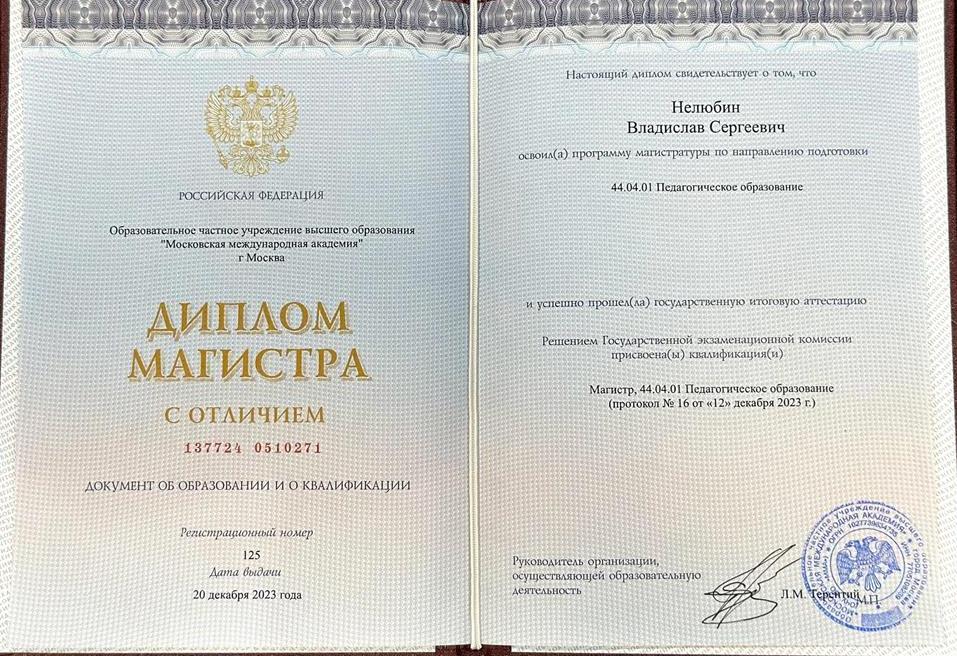 РОССИЙСКАЯ ФЕДЕРАЦИЯ
Образовательное частное учреждение высшего образования
"Московская международная академия"
г Москва
ДИПЛОМ
МАГИСТРА
С ОТЛИЧИЕМ
137724 0510271
ДОКУМЕНТ ОБ ОБРАЗОВАНИИ И О КВАЛИФИКАЦИИ
Регистрационный номер
125
Дата выдачи
20 декабря 2023 года
Настоящий диплом свидетельствует о том, что
Нелюбин
Владислав Сергеевич
освоил(а) программу магистратуры по направлению подготовки
44.04.01 Педагогическое образование
и успешно прошел(ла) государственную итоговую аттестацию
Решением Государственной экзаменационной комиссии
присвоена(ы) квалификация(и)
Магистр, 44.04.01 Педагогическое образование
(протокол № 16 от «12» декабря 2023 г.)
Руководитель организации,
осуществляющей образовательную
деятельность
Л.М. Терентий
М.П.